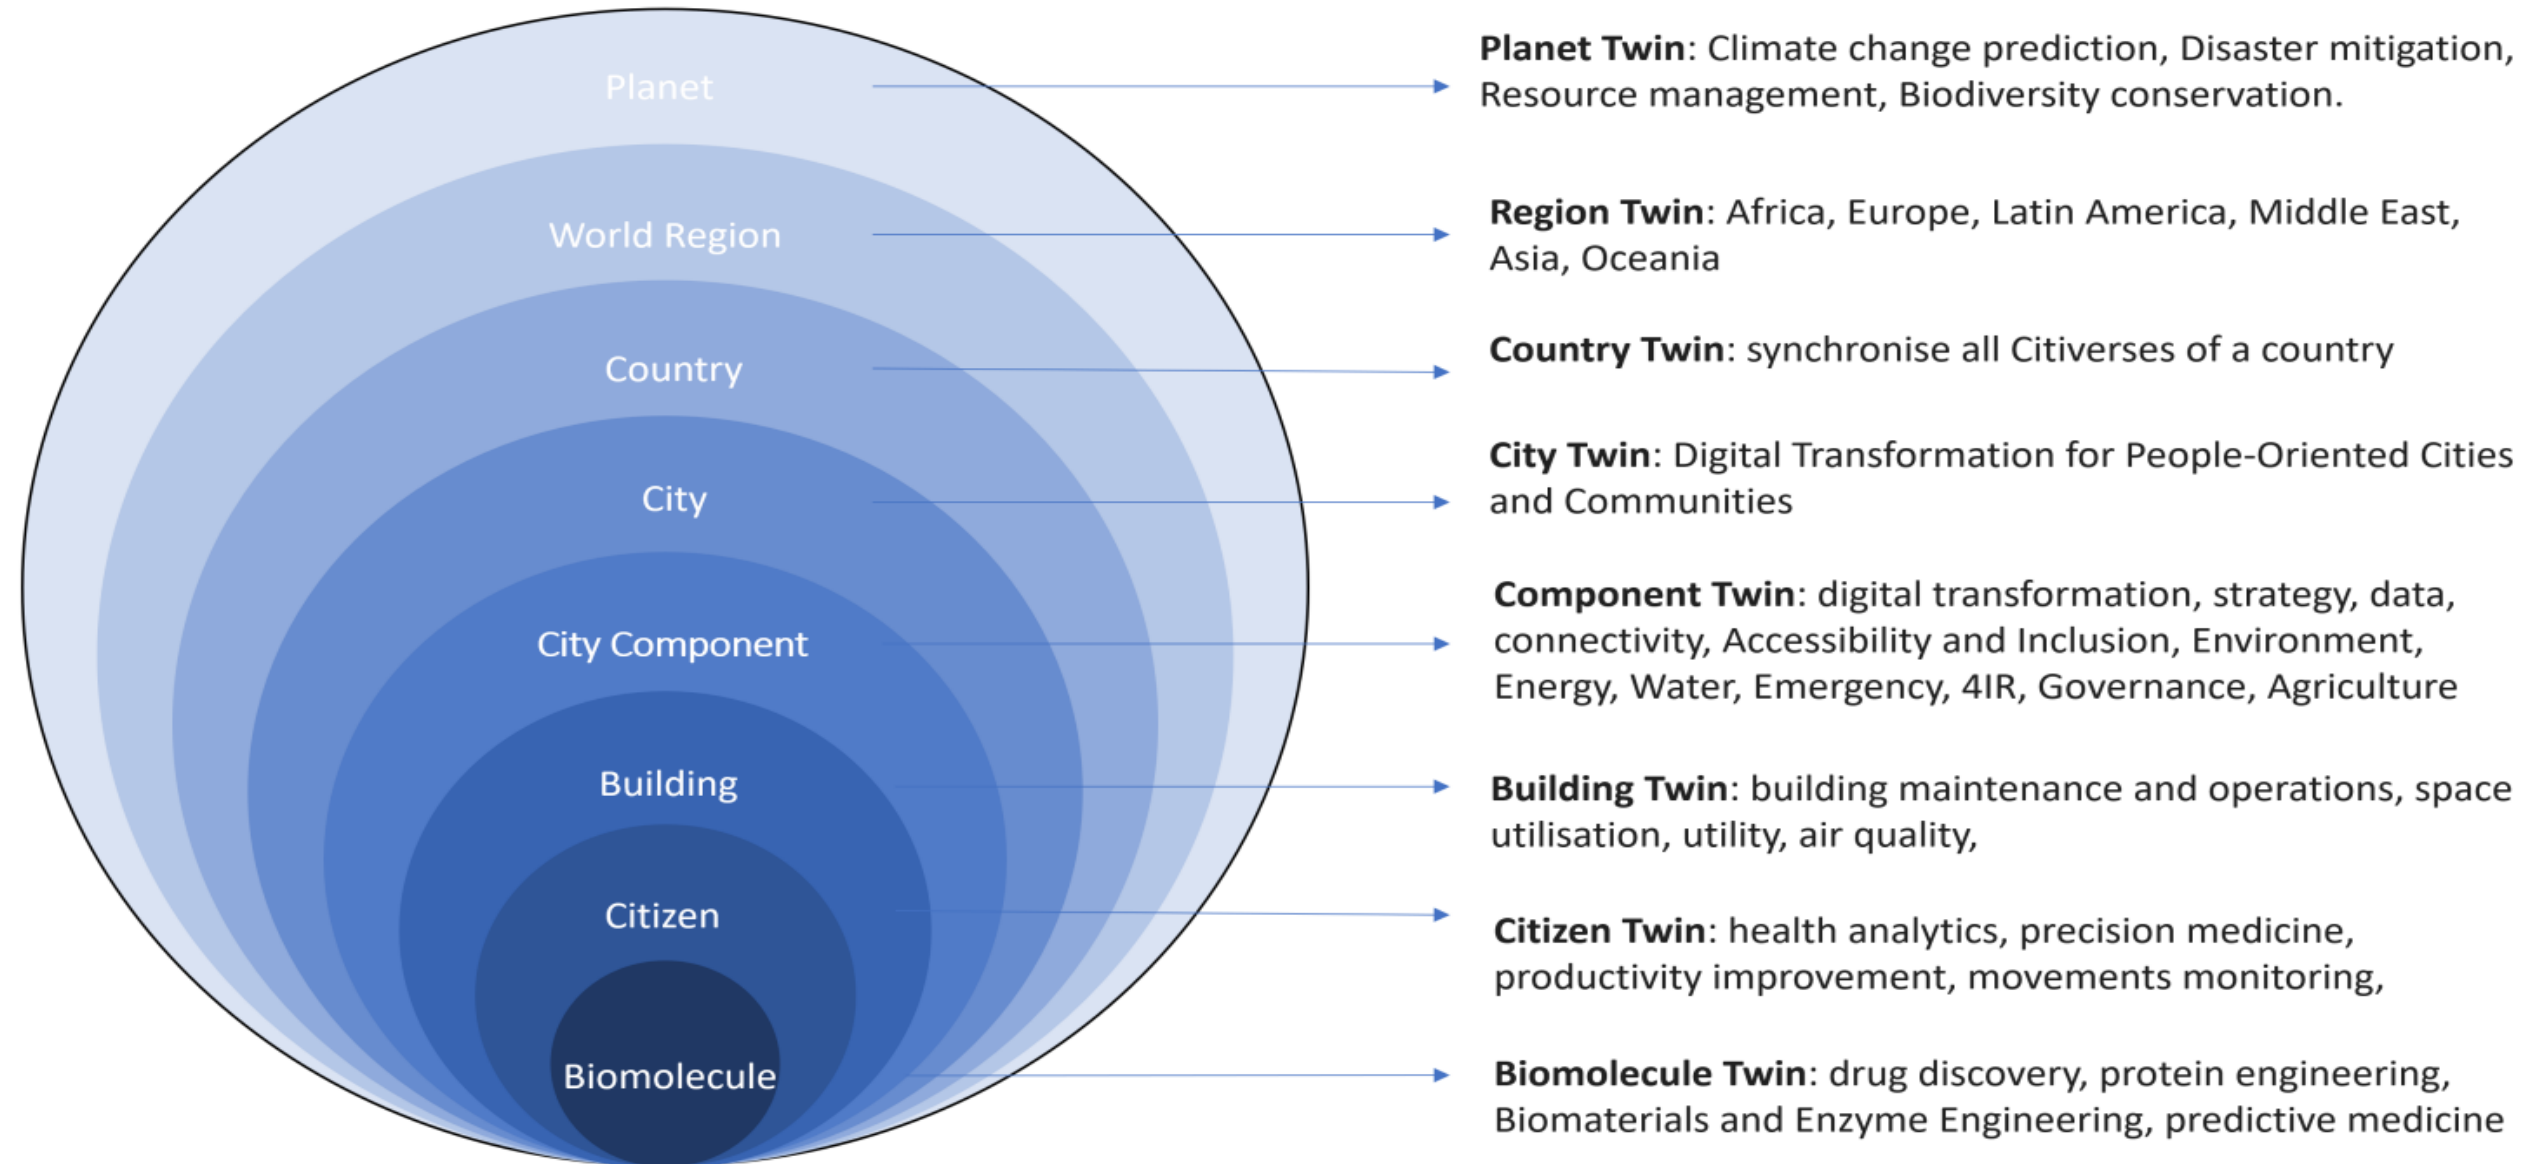 Planet
Planet Twin: Climate change prediction, Disaster mitigation,
Resource management, Biodiversity conservation.
World Region
Region Twin: Africa, Europe, Latin America, Middle East,
Asia, Oceania
Country
Country Twin: synchronise all Citiverses of a country
City
City Twin: Digital Transformation for People-Oriented Cities
and Communities
City Component
Component Twin: digital transformation, strategy, data,
connectivity, Accessibility and Inclusion, Environment,
Energy, Water, Emergency, 4IR, Governance, Agriculture
Building
Building Twin: building maintenance and operations, space
utilisation, utility, air quality,
Citizen
Citizen Twin: health analytics, precision medicine,
productivity improvement, movements monitoring,
Biomolecule
Biomolecule Twin: drug discovery, protein engineering,
Biomaterials and Enzyme Engineering, predictive medicine